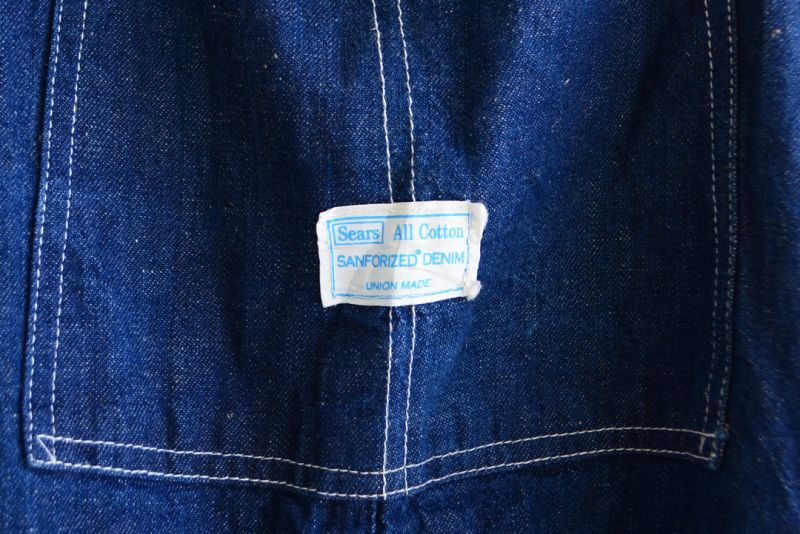 Sears All Cotton
SANFORIZED® DENIM
UNION MADE